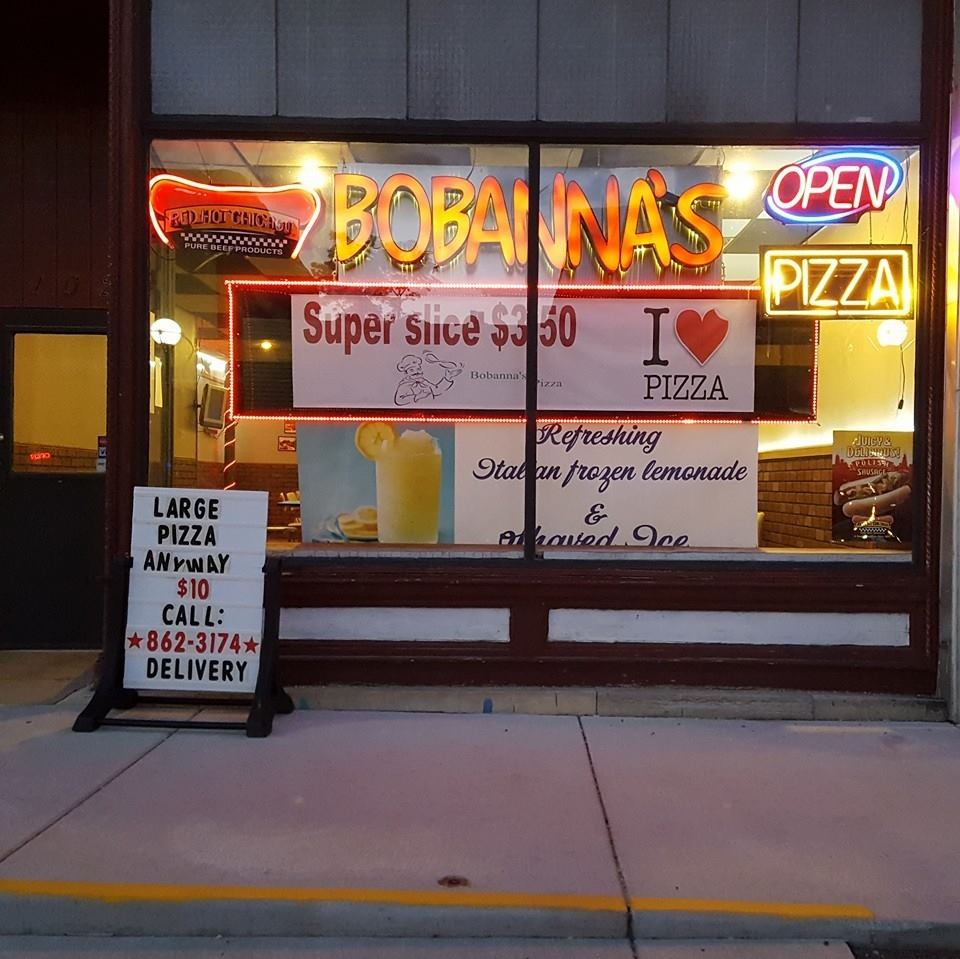 RED HOT CHICAGO
PURE BEEF PRODUCTS
BOBANNA'S
OPEN
PIZZA
Super slice $3.50
Bobanna's Pizza
I
PIZZA
Refreshing
Italian frozen lemonade
&
shaved Ice
JUICY &
DELICIOUS!
POLISH
SAUSAGE
LARGE
PIZZA
ANYWAY
$10
CALL:
★862-3174★
DELIVERY